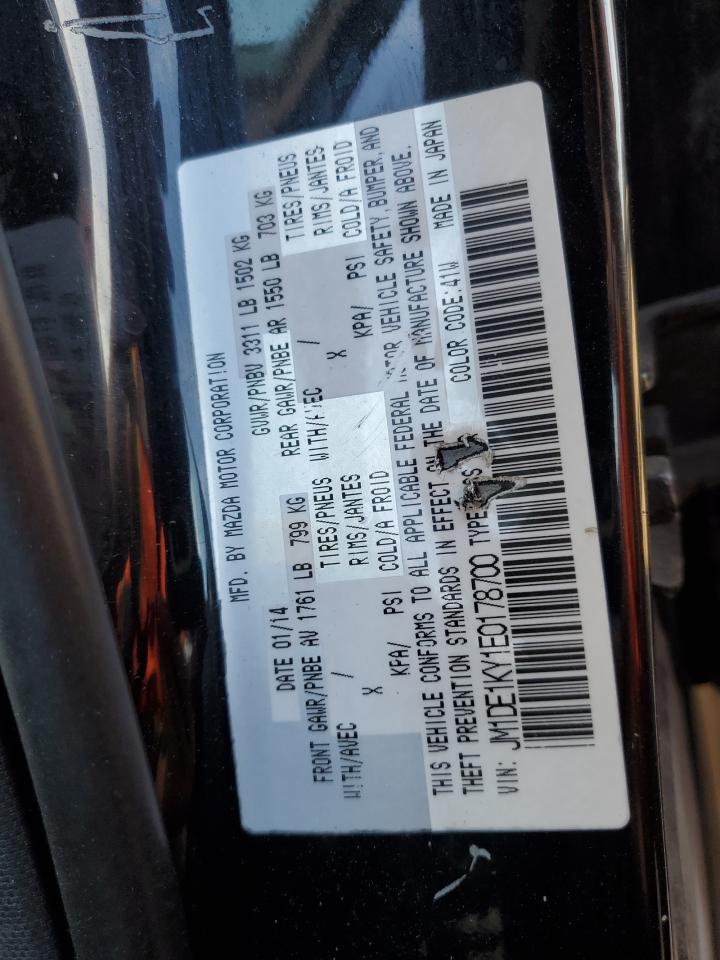 MFD. BY MAZDA MOTOR CORPORATION
DATE 01/14 GVWR/PNBV 3311 LB 1502 KG
FRONT GAWR/PNBE AV 1761 LB 799 KG REAR GAWR/PNBE AR 1550 LB 703 KG
WITH/AVEC / TIRES/PNEUS WITH/AVEC / TIRES/PNEUS
X RIMS/JANTES X RIMS/JANTES
KPA/ PSI COLD/A FROID KPA/ PSI COLD/A FROID
THIS VEHICLE CONFORMS TO ALL APPLICABLE FEDERAL MOTOR VEHICLE SAFETY, BUMPER, AND
THEFT PREVENTION STANDARDS IN EFFECT ON THE DATE OF MANUFACTURE SHOWN ABOVE.
VIN: JM1DE1KY1E0178700 TYPE COLOR CODE:41W MADE IN JAPAN